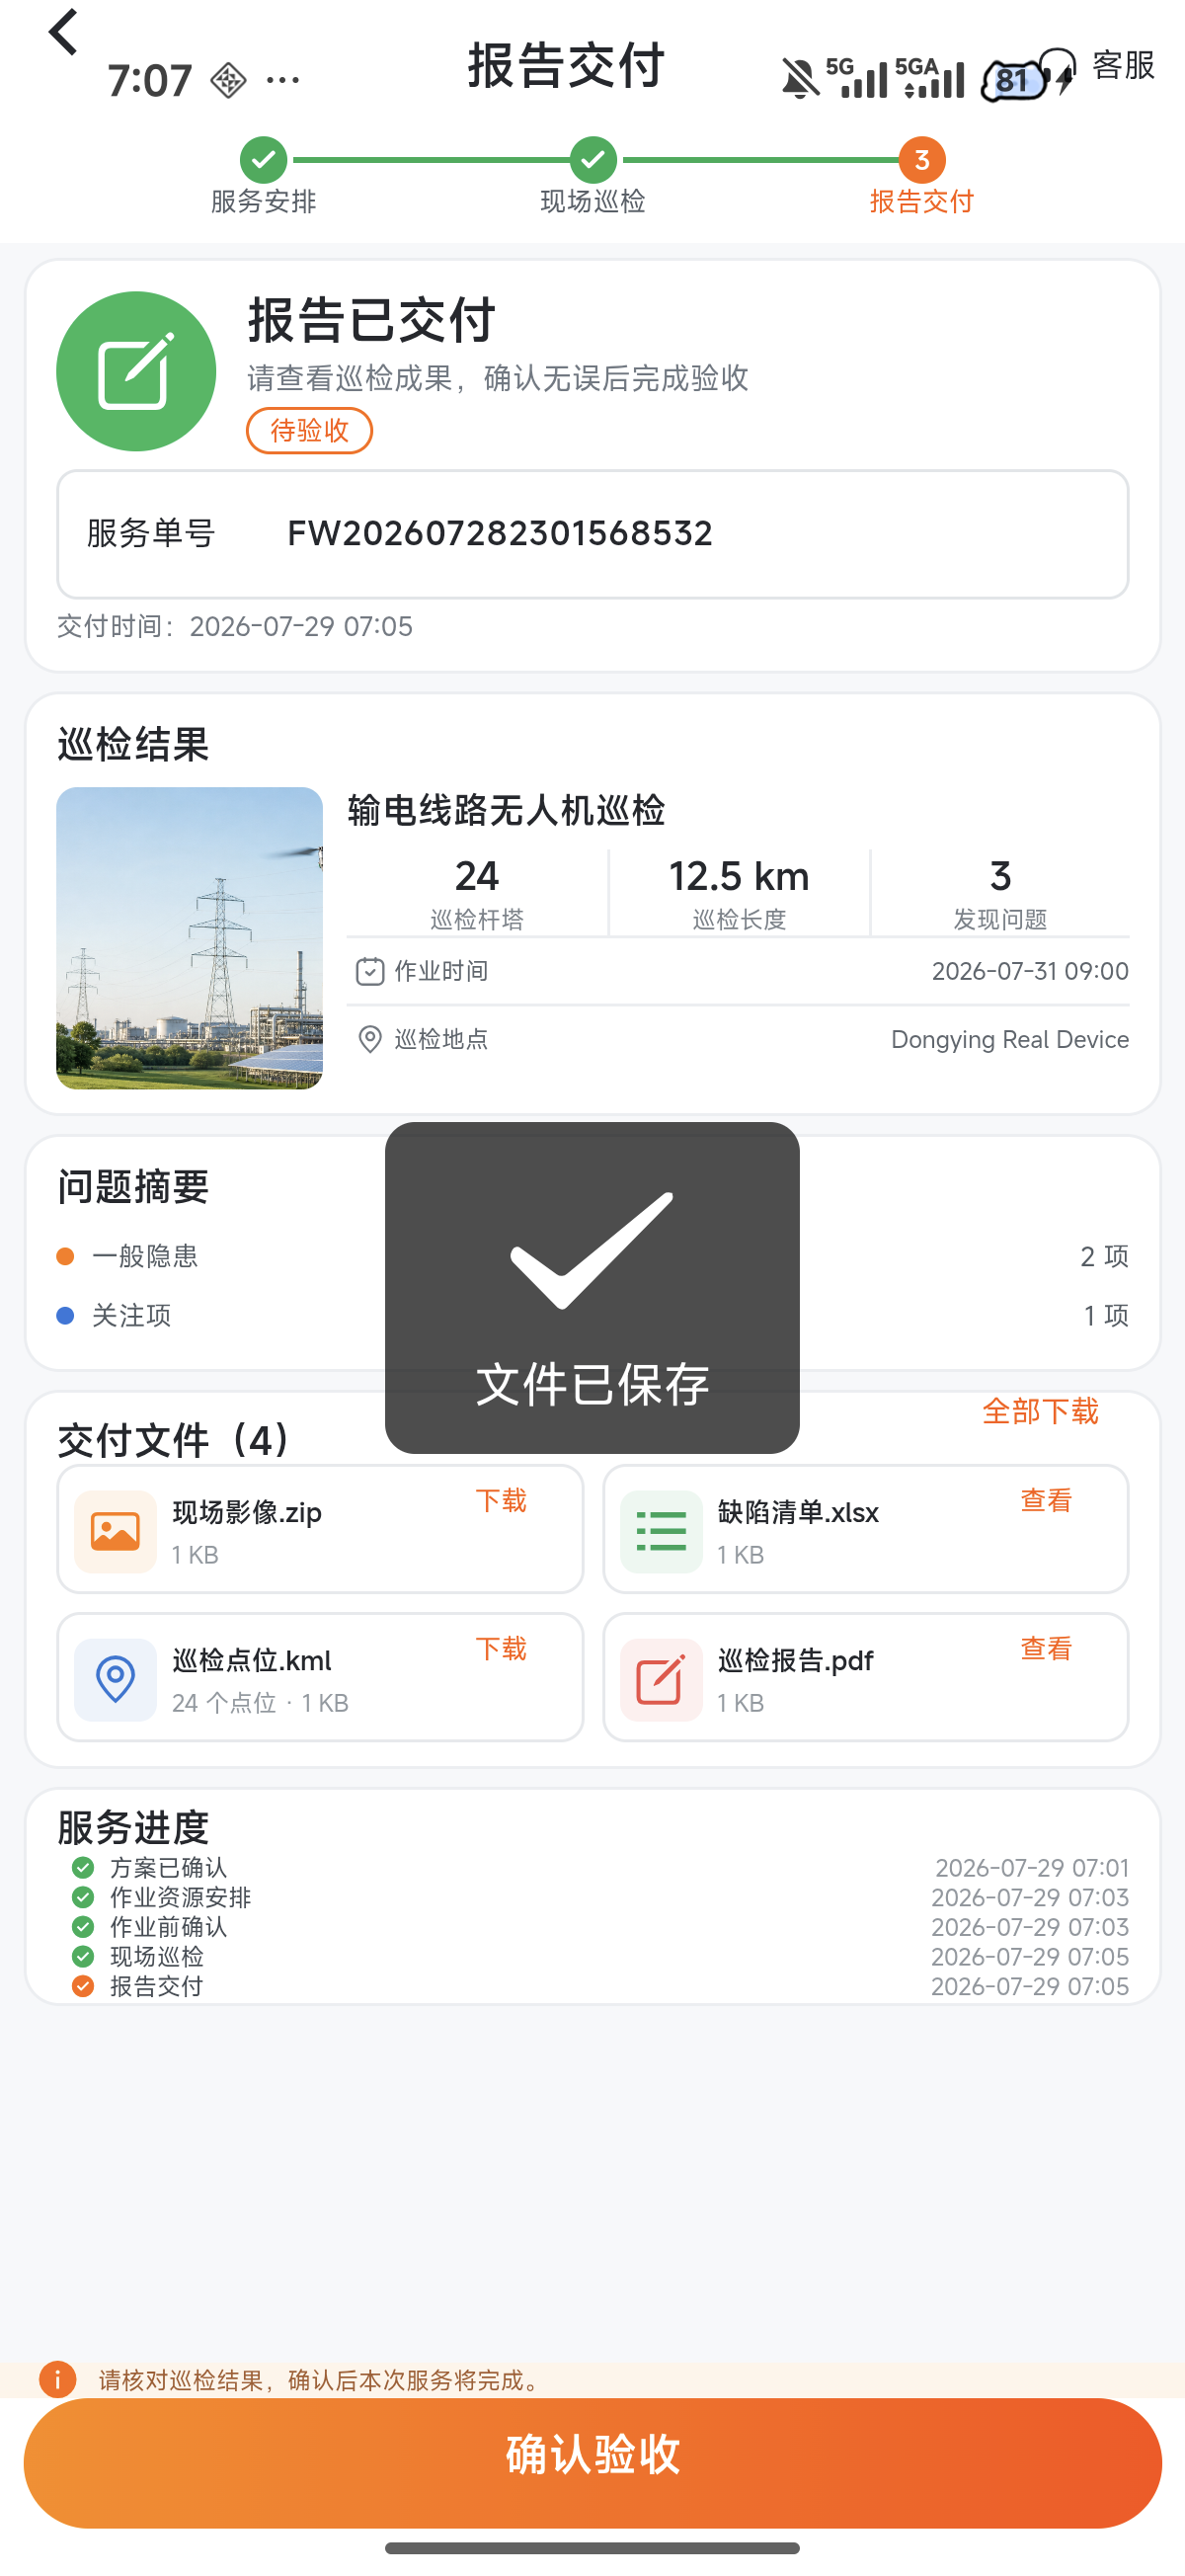 报告交付
7:07 ··· 5G 5GA 81 客服
3
服务安排 现场巡检 报告交付
报告已交付
请查看巡检成果，确认无误后完成验收
待验收
服务单号 FW202607282301568532
交付时间：2026-07-29 07:05
巡检结果
输电线路无人机巡检
24 12.5 km 3
巡检杆塔 巡检长度 发现问题
作业时间 2026-07-31 09:00
巡检地点 Dongying Real Device
问题摘要
一般隐患 2 项
关注项 1 项
文件已保存
交付文件（4） 全部下载
现场影像.zip 下载
1 KB
缺陷清单.xlsx 查看
1 KB
巡检点位.kml 下载
24 个点位 · 1 KB
巡检报告.pdf 查看
1 KB
服务进度
方案已确认 2026-07-29 07:01
作业资源安排 2026-07-29 07:03
作业前确认 2026-07-29 07:03
现场巡检 2026-07-29 07:05
报告交付 2026-07-29 07:05
请核对巡检结果，确认后本次服务将完成。
确认验收